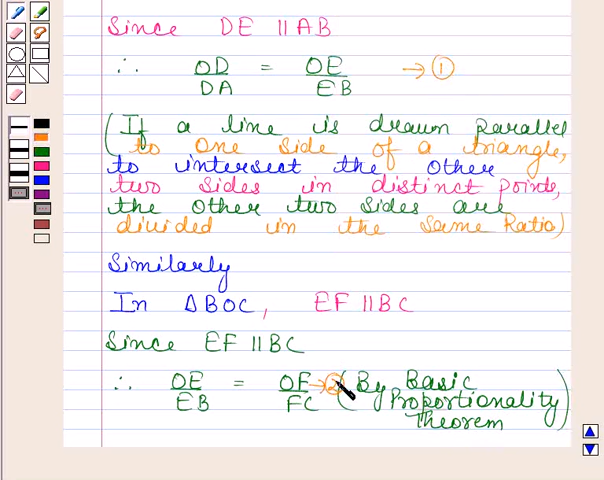 Since DE || AB
∴ OD/DA = OE/EB → ①
(If a line is drawn parallel
to one side of a triangle,
to intersect the other
two sides in distinct points,
the other two sides are
divided in the same Ratio)
Similarly
In ΔBOC, EF || BC
Since EF || BC
∴ OE/EB = OF/FC → ② (By Basic
Proportionality
Theorem)